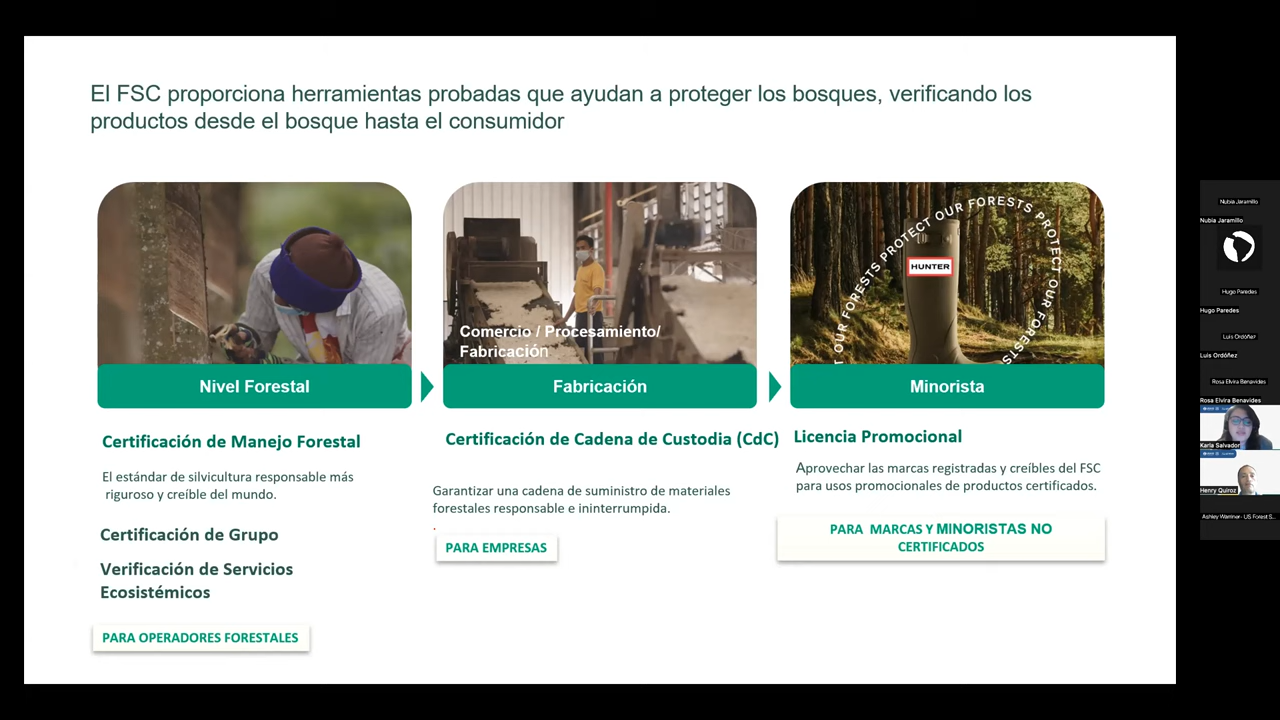 El FSC proporciona herramientas probadas que ayudan a proteger los bosques, verificando los
productos desde el bosque hasta el consumidor
Comercio / Procesamiento/
Fabricación
HUNTER
T OUR FORESTS PROTECT OUR FORESTS PROTECT OUR FORESTS
Nivel Forestal
Fabricación
Minorista
Certificación de Manejo Forestal
El estándar de silvicultura responsable más
riguroso y creíble del mundo.
Certificación de Grupo
Verificación de Servicios
Ecosistémicos
PARA OPERADORES FORESTALES
Certificación de Cadena de Custodia (CdC)
Garantizar una cadena de suministro de materiales
forestales responsable e ininterrumpida.
.
PARA EMPRESAS
Licencia Promocional
Aprovechar las marcas registradas y creíbles del FSC
para usos promocionales de productos certificados.
PARA MARCAS Y MINORISTAS NO
CERTIFICADOS
Nubia Jaramillo
Nubia Jaramillo
Hugo Paredes
Hugo Paredes
Luis Ordóñez
Luis Ordóñez
Rosa Elvira Benavides
Rosa Elvira Benavides
Karla Salvador
Henry Quiroz
Ashley Warriner - US Forest S...